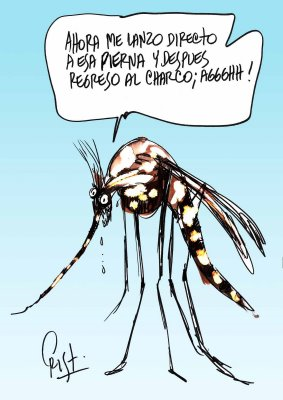 AHORA ME LANZO DIRECTO
A ESA PIERNA Y DESPUES
REGRESO AL CHARCO ¡AGGGHH!
CRIST.